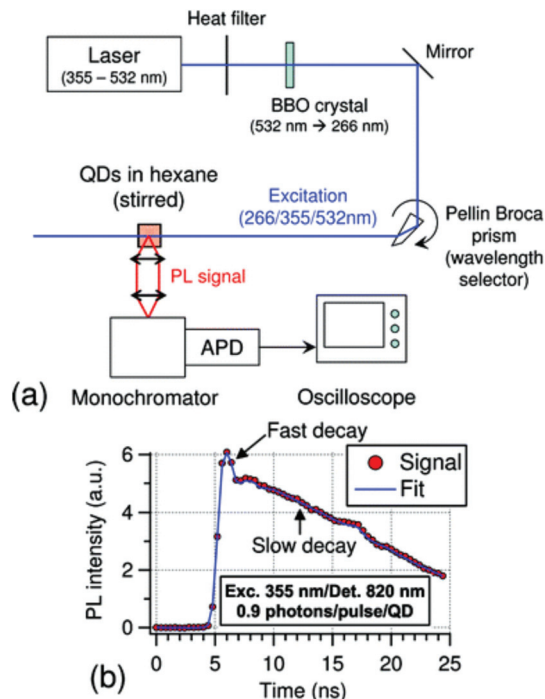 Heat filter
Laser
(355 – 532 nm)
Mirror
BBO crystal
(532 nm → 266 nm)
QDs in hexane
(stirred)
Excitation
(266/355/532nm)
Pellin Broca
prism
(wavelength
selector)
PL signal
APD
(a)
Monochromator
Oscilloscope
Fast decay
Signal
Fit
Slow decay
Exc. 355 nm/Det. 820 nm
0.9 photons/pulse/QD
PL intensity (a.u.)
6
4
2
0
0
5
10
15
20
25
(b)
Time (ns)